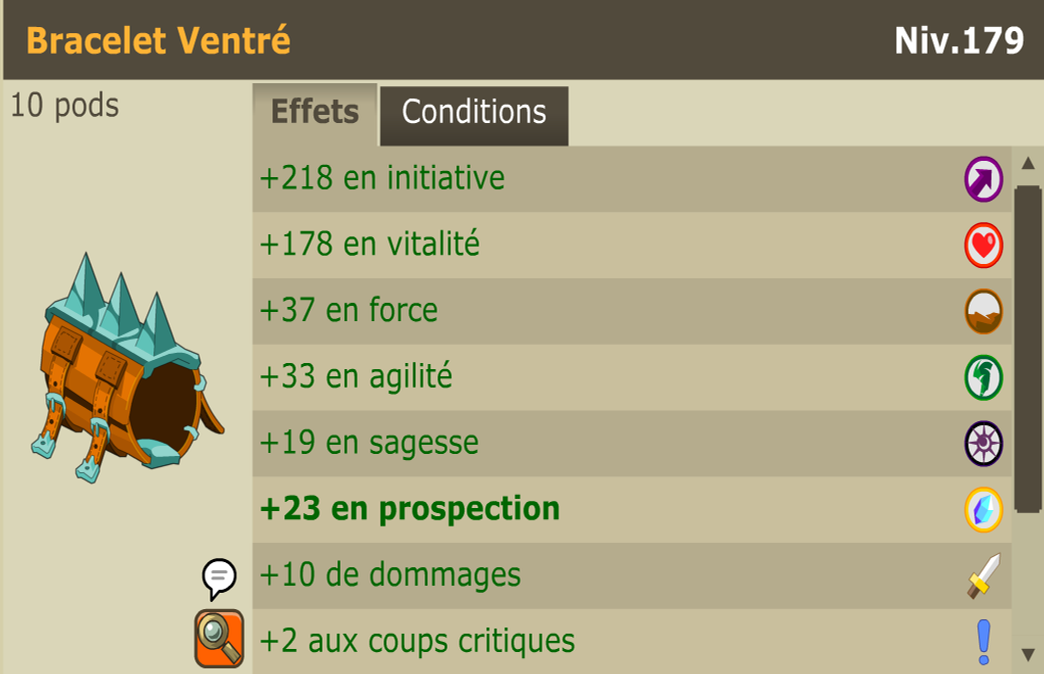 Bracelet Ventré
Niv.179
10 pods
Effets
Conditions
+218 en initiative
+178 en vitalité
+37 en force
+33 en agilité
+19 en sagesse
+23 en prospection
+10 de dommages
+2 aux coups critiques